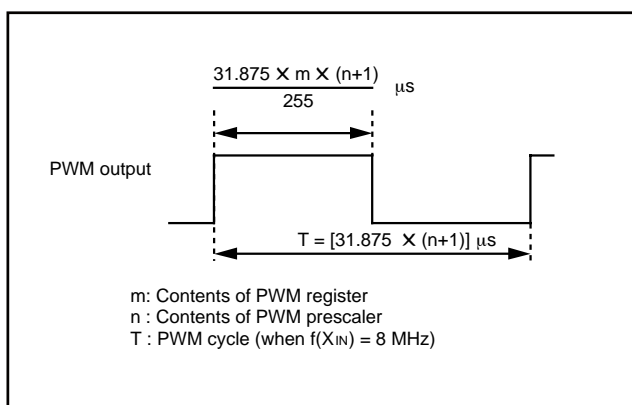 31.875 × m × (n+1)
255
μs
PWM output
T = [31.875 × (n+1)] μs
m: Contents of PWM register
n : Contents of PWM prescaler
T : PWM cycle (when f(XIN) = 8 MHz)